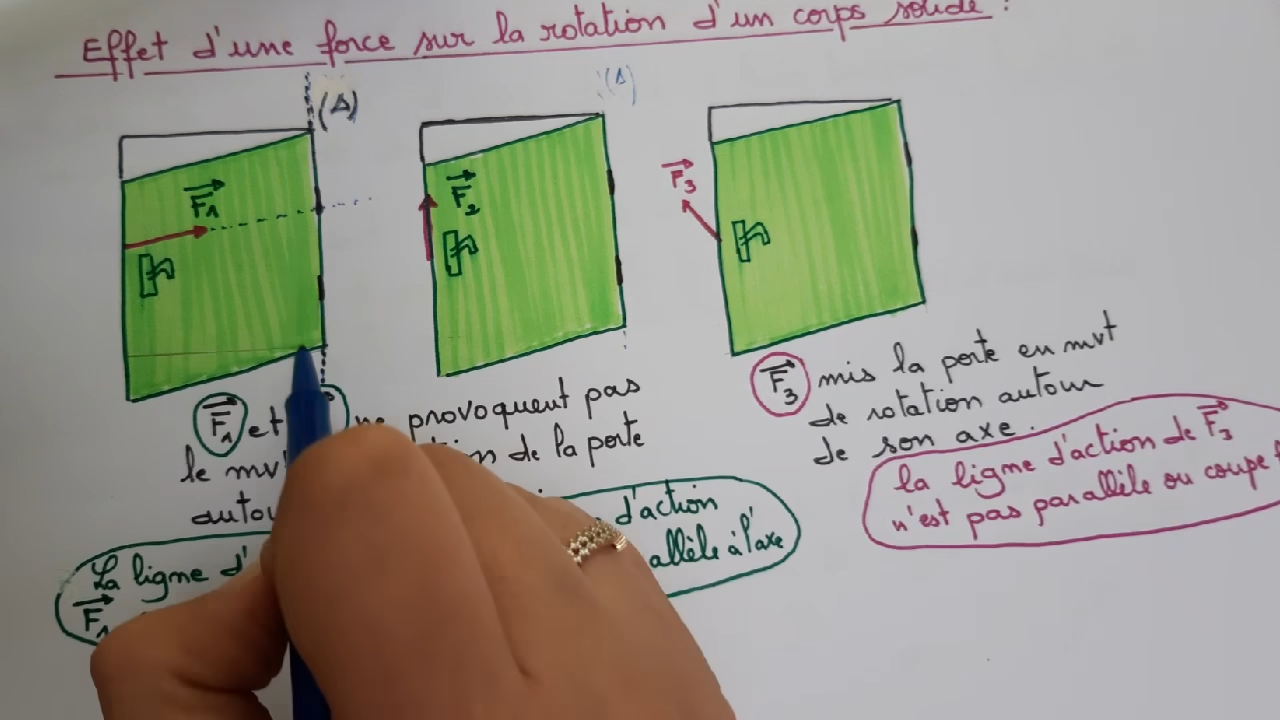 Effet d'une force sur la rotation d'un corps solide :
(Δ)
(Δ)
F₁
F₂
F₃
F₁ et ne provoquent pas
le mv de la porte
autou
F₃ mis la porte en mvt
de rotation autour
de son axe.
La ligne d'
F₁
d'action
allèle à l'axe
la ligne d'action de F₃
n'est pas parallèle ou coupe